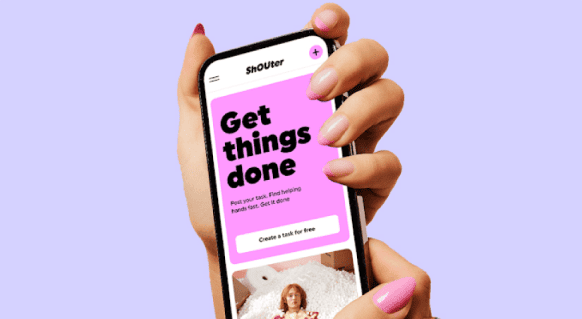 ShOUter
Get
things
done
Post your task. Find helping
hands fast. Get it done
Create a task for free